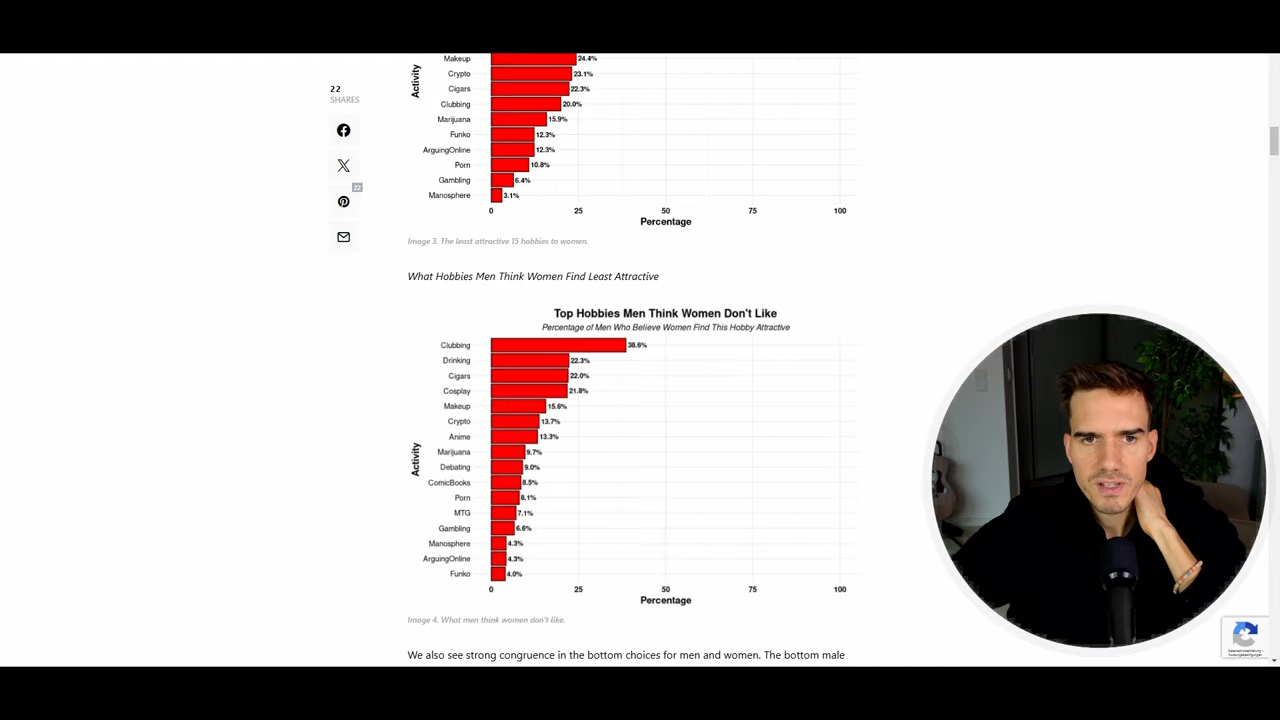 Makeup 24.4%
Crypto 23.1%
Cigars 22.3%
Clubbing 20.0%
Marijuana 15.9%
Funko 12.3%
ArguingOnline 12.3%
Porn 10.8%
Gambling 6.4%
Manosphere 3.1%
Activity
0 25 50 75 100
Percentage
22
SHARES
22
Image 3. The least attractive 15 hobbies to women.
What Hobbies Men Think Women Find Least Attractive
Top Hobbies Men Think Women Don't Like
Percentage of Men Who Believe Women Find This Hobby Attractive
Clubbing 38.6%
Drinking 22.3%
Cigars 22.0%
Cosplay 21.8%
Makeup 15.6%
Crypto 13.7%
Anime 13.3%
Marijuana 9.7%
Debating 9.0%
ComicBooks 8.5%
Porn 8.1%
MTG 7.1%
Gambling 6.6%
Manosphere 4.3%
ArguingOnline 4.3%
Funko 4.0%
Activity
0 25 50 75 100
Percentage
Image 4. What men think women don't like.
We also see strong congruence in the bottom choices for men and women. The bottom male